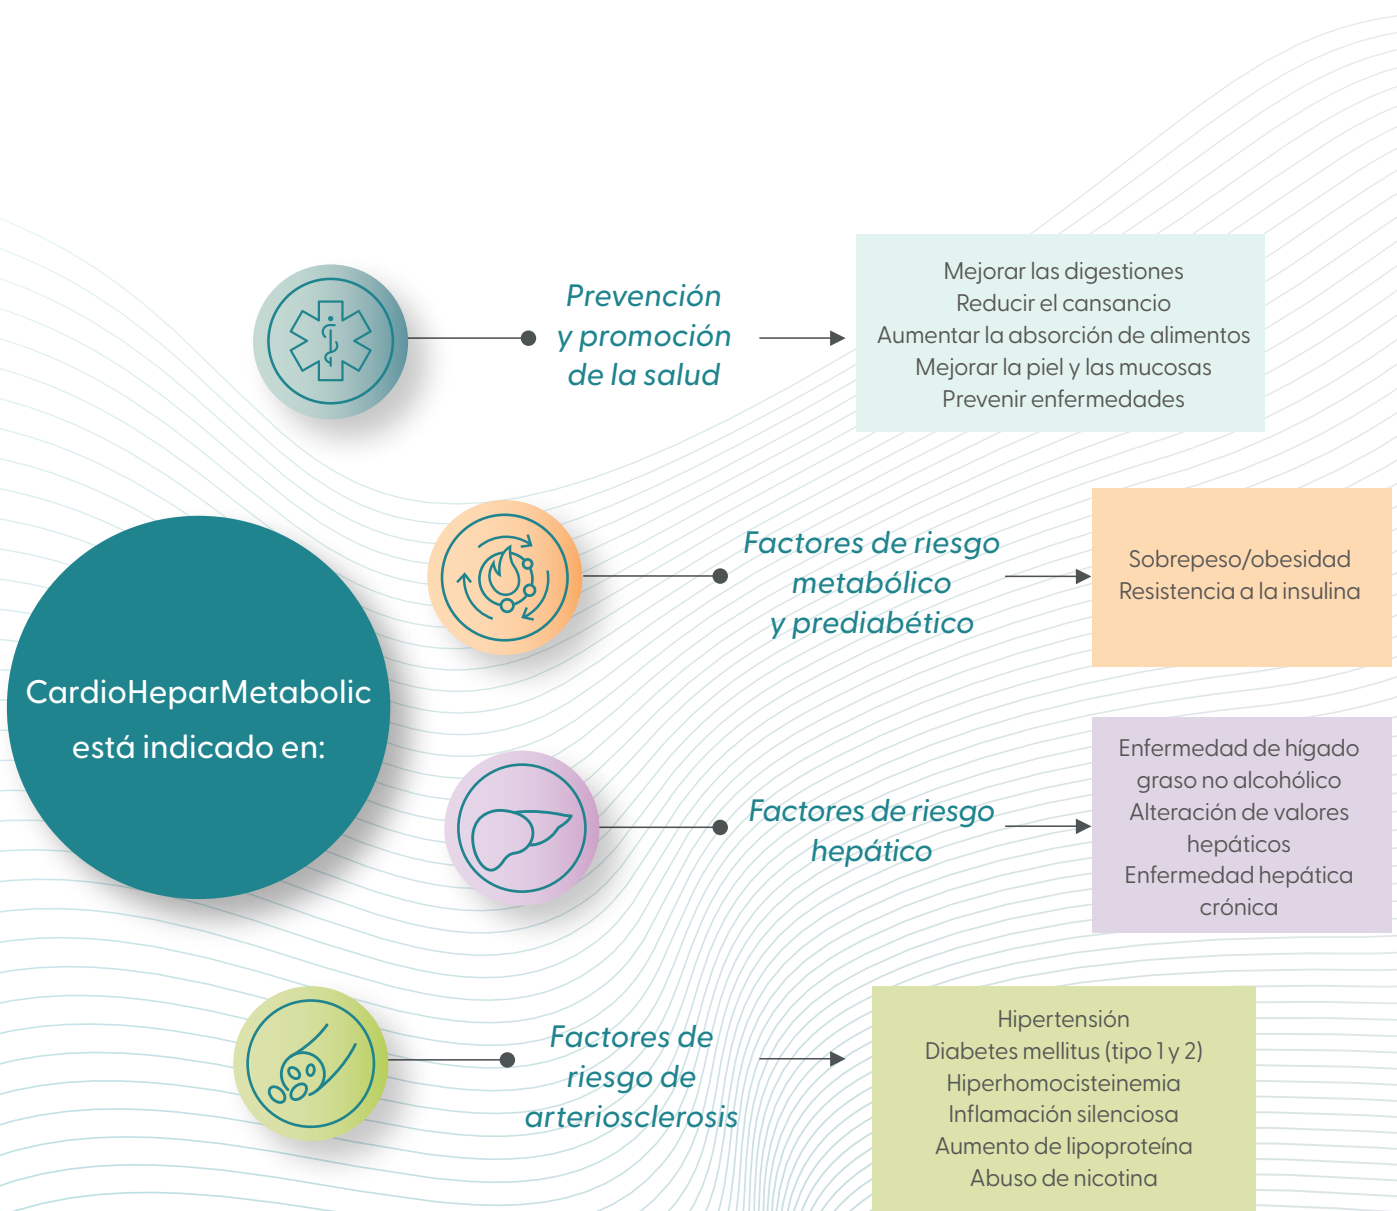 CardioHeparMetabolic
está indicado en:
Prevención
y promoción
de la salud
Mejorar las digestiones
Reducir el cansancio
Aumentar la absorción de alimentos
Mejorar la piel y las mucosas
Prevenir enfermedades
Factores de riesgo
metabólico
y prediabético
Sobrepeso/obesidad
Resistencia a la insulina
Factores de riesgo
hepático
Enfermedad de hígado
graso no alcohólico
Alteración de valores
hepáticos
Enfermedad hepática
crónica
Factores de
riesgo de
arteriosclerosis
Hipertensión
Diabetes mellitus (tipo 1 y 2)
Hiperhomocisteinemia
Inflamación silenciosa
Aumento de lipoproteína
Abuso de nicotina